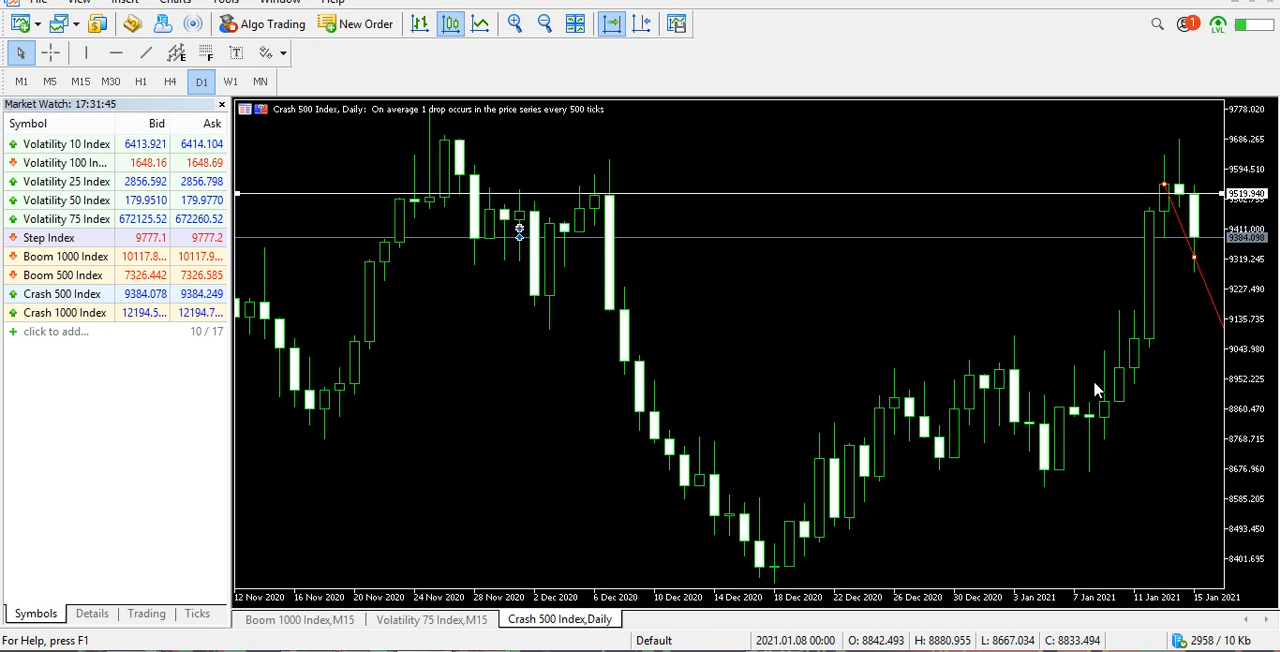 File View Insert Charts Tools Window Help
Algo Trading New Order 1 LVL
E F T
M1 M5 M15 M30 H1 H4 D1 W1 MN
Market Watch: 17:31:45 ×
Symbol Bid Ask
Volatility 10 Index 6413.921 6414.104
Volatility 100 In... 1648.16 1648.69
Volatility 25 Index 2856.592 2856.798
Volatility 50 Index 179.9510 179.9770
Volatility 75 Index 672125.52 672260.52
Step Index 9777.1 9777.2
Boom 1000 Index 10117.8... 10117.9...
Boom 500 Index 7326.442 7326.585
Crash 500 Index 9384.078 9384.249
Crash 1000 Index 12194.5... 12194.7...
+ click to add... 10 / 17
Symbols Details Trading Ticks
Crash 500 Index, Daily: On average 1 drop occurs in the price series every 500 ticks
9778.020
9686.265
9594.510
9519.940
9411.000
9384.098
9319.245
9227.490
9135.735
9043.980
8952.225
8860.470
8768.715
8676.960
8585.205
8493.450
8401.695
12 Nov 2020 16 Nov 2020 20 Nov 2020 24 Nov 2020 28 Nov 2020 2 Dec 2020 6 Dec 2020 10 Dec 2020 14 Dec 2020 18 Dec 2020 22 Dec 2020 26 Dec 2020 30 Dec 2020 3 Jan 2021 7 Jan 2021 11 Jan 2021 15 Jan 2021
Boom 1000 Index,M15 Volatility 75 Index,M15 Crash 500 Index,Daily
For Help, press F1 Default 2021.01.08 00:00 O: 8842.493 H: 8880.955 L: 8667.034 C: 8833.494 2958 / 10 Kb